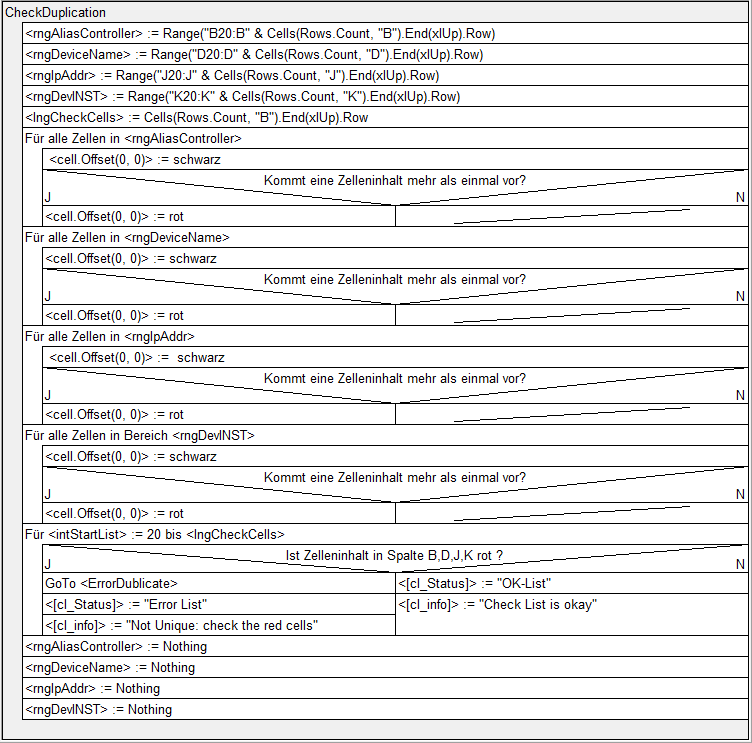 CheckDuplication
<rngAliasController> := Range("B20:B" & Cells(Rows.Count, "B").End(xlUp).Row)
<rngDeviceName> := Range("D20:D" & Cells(Rows.Count, "D").End(xlUp).Row)
<rngIpAddr> := Range("J20:J" & Cells(Rows.Count, "J").End(xlUp).Row)
<rngDevINST> := Range("K20:K" & Cells(Rows.Count, "K").End(xlUp).Row)
<lngCheckCells> := Cells(Rows.Count, "B").End(xlUp).Row
Für alle Zellen in <rngAliasController>
<cell.Offset(0, 0)> := schwarz
Kommt eine Zelleninhalt mehr als einmal vor?
J N
<cell.Offset(0, 0)> := rot
Für alle Zellen in <rngDeviceName>
<cell.Offset(0, 0)> := schwarz
Kommt eine Zelleninhalt mehr als einmal vor?
J N
<cell.Offset(0, 0)> := rot
Für alle Zellen in <rngIpAddr>
<cell.Offset(0, 0)> := schwarz
Kommt eine Zelleninhalt mehr als einmal vor?
J N
<cell.Offset(0, 0)> := rot
Für alle Zellen in Bereich <rngDevINST>
<cell.Offset(0, 0)> := schwarz
Kommt eine Zelleninhalt mehr als einmal vor?
J N
<cell.Offset(0, 0)> := rot
Für <intStartList> := 20 bis <lngCheckCells>
Ist Zelleninhalt in Spalte B,D,J,K rot ?
J N
GoTo <ErrorDublicate> <[cl_Status]> := "OK-List"
<[cl_Status]> := "Error List" <[cl_info]> := "Check List is okay"
<[cl_info]> := "Not Unique: check the red cells"
<rngAliasController> := Nothing
<rngDeviceName> := Nothing
<rngIpAddr> := Nothing
<rngDevINST> := Nothing